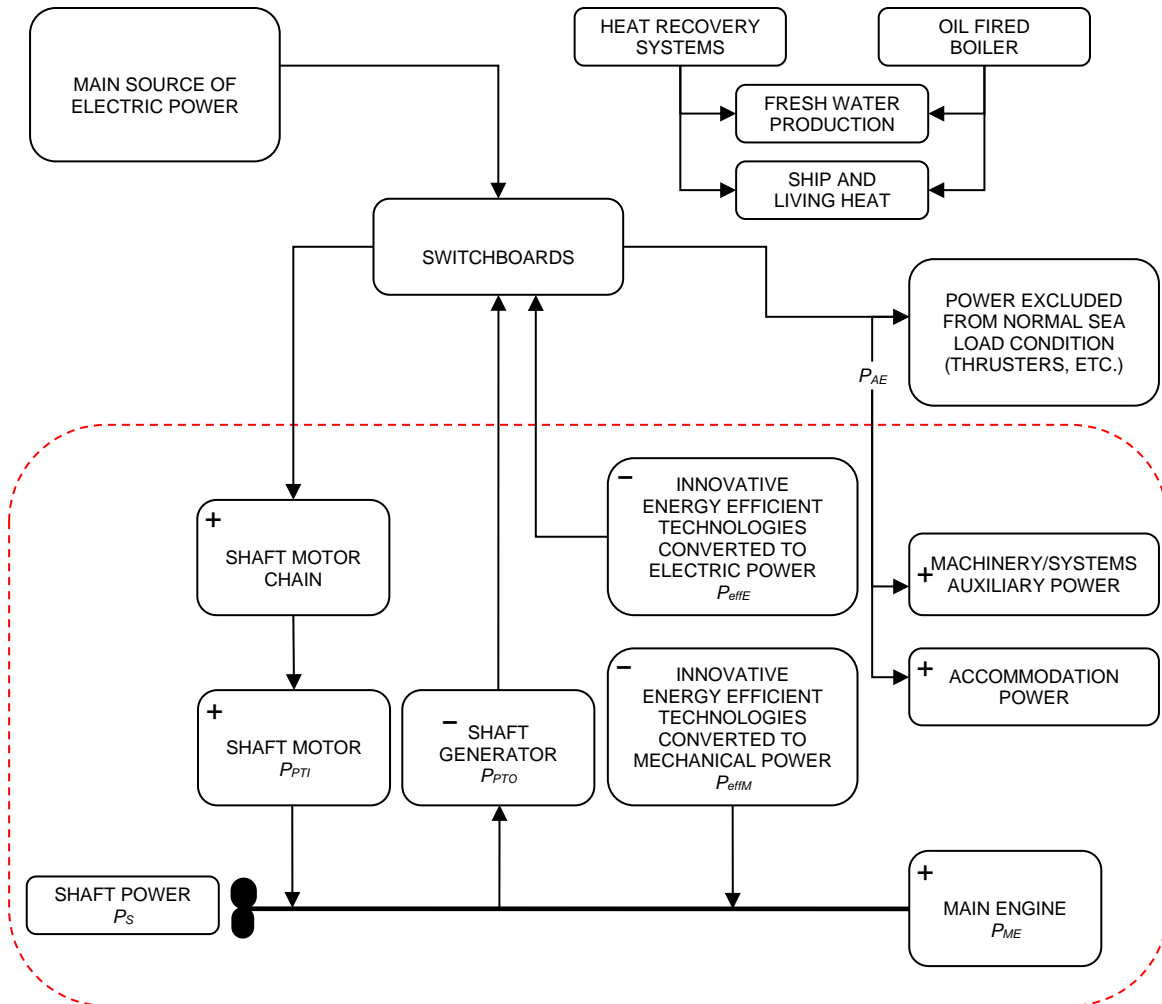 MAIN SOURCE OF
ELECTRIC POWER
HEAT RECOVERY
SYSTEMS
OIL FIRED
BOILER
FRESH WATER
PRODUCTION
SHIP AND
LIVING HEAT
SWITCHBOARDS
POWER EXCLUDED
FROM NORMAL SEA
LOAD CONDITION
(THRUSTERS, ETC.)
PAE
+
SHAFT MOTOR
CHAIN
−
INNOVATIVE
ENERGY EFFICIENT
TECHNOLOGIES
CONVERTED TO
ELECTRIC POWER
PeffE
+
MACHINERY/SYSTEMS
AUXILIARY POWER
+
ACCOMMODATION
POWER
+
SHAFT MOTOR
PPTI
−
SHAFT
GENERATOR
PPTO
−
INNOVATIVE
ENERGY EFFICIENT
TECHNOLOGIES
CONVERTED TO
MECHANICAL POWER
PeffM
SHAFT POWER
PS
+
MAIN ENGINE
PME